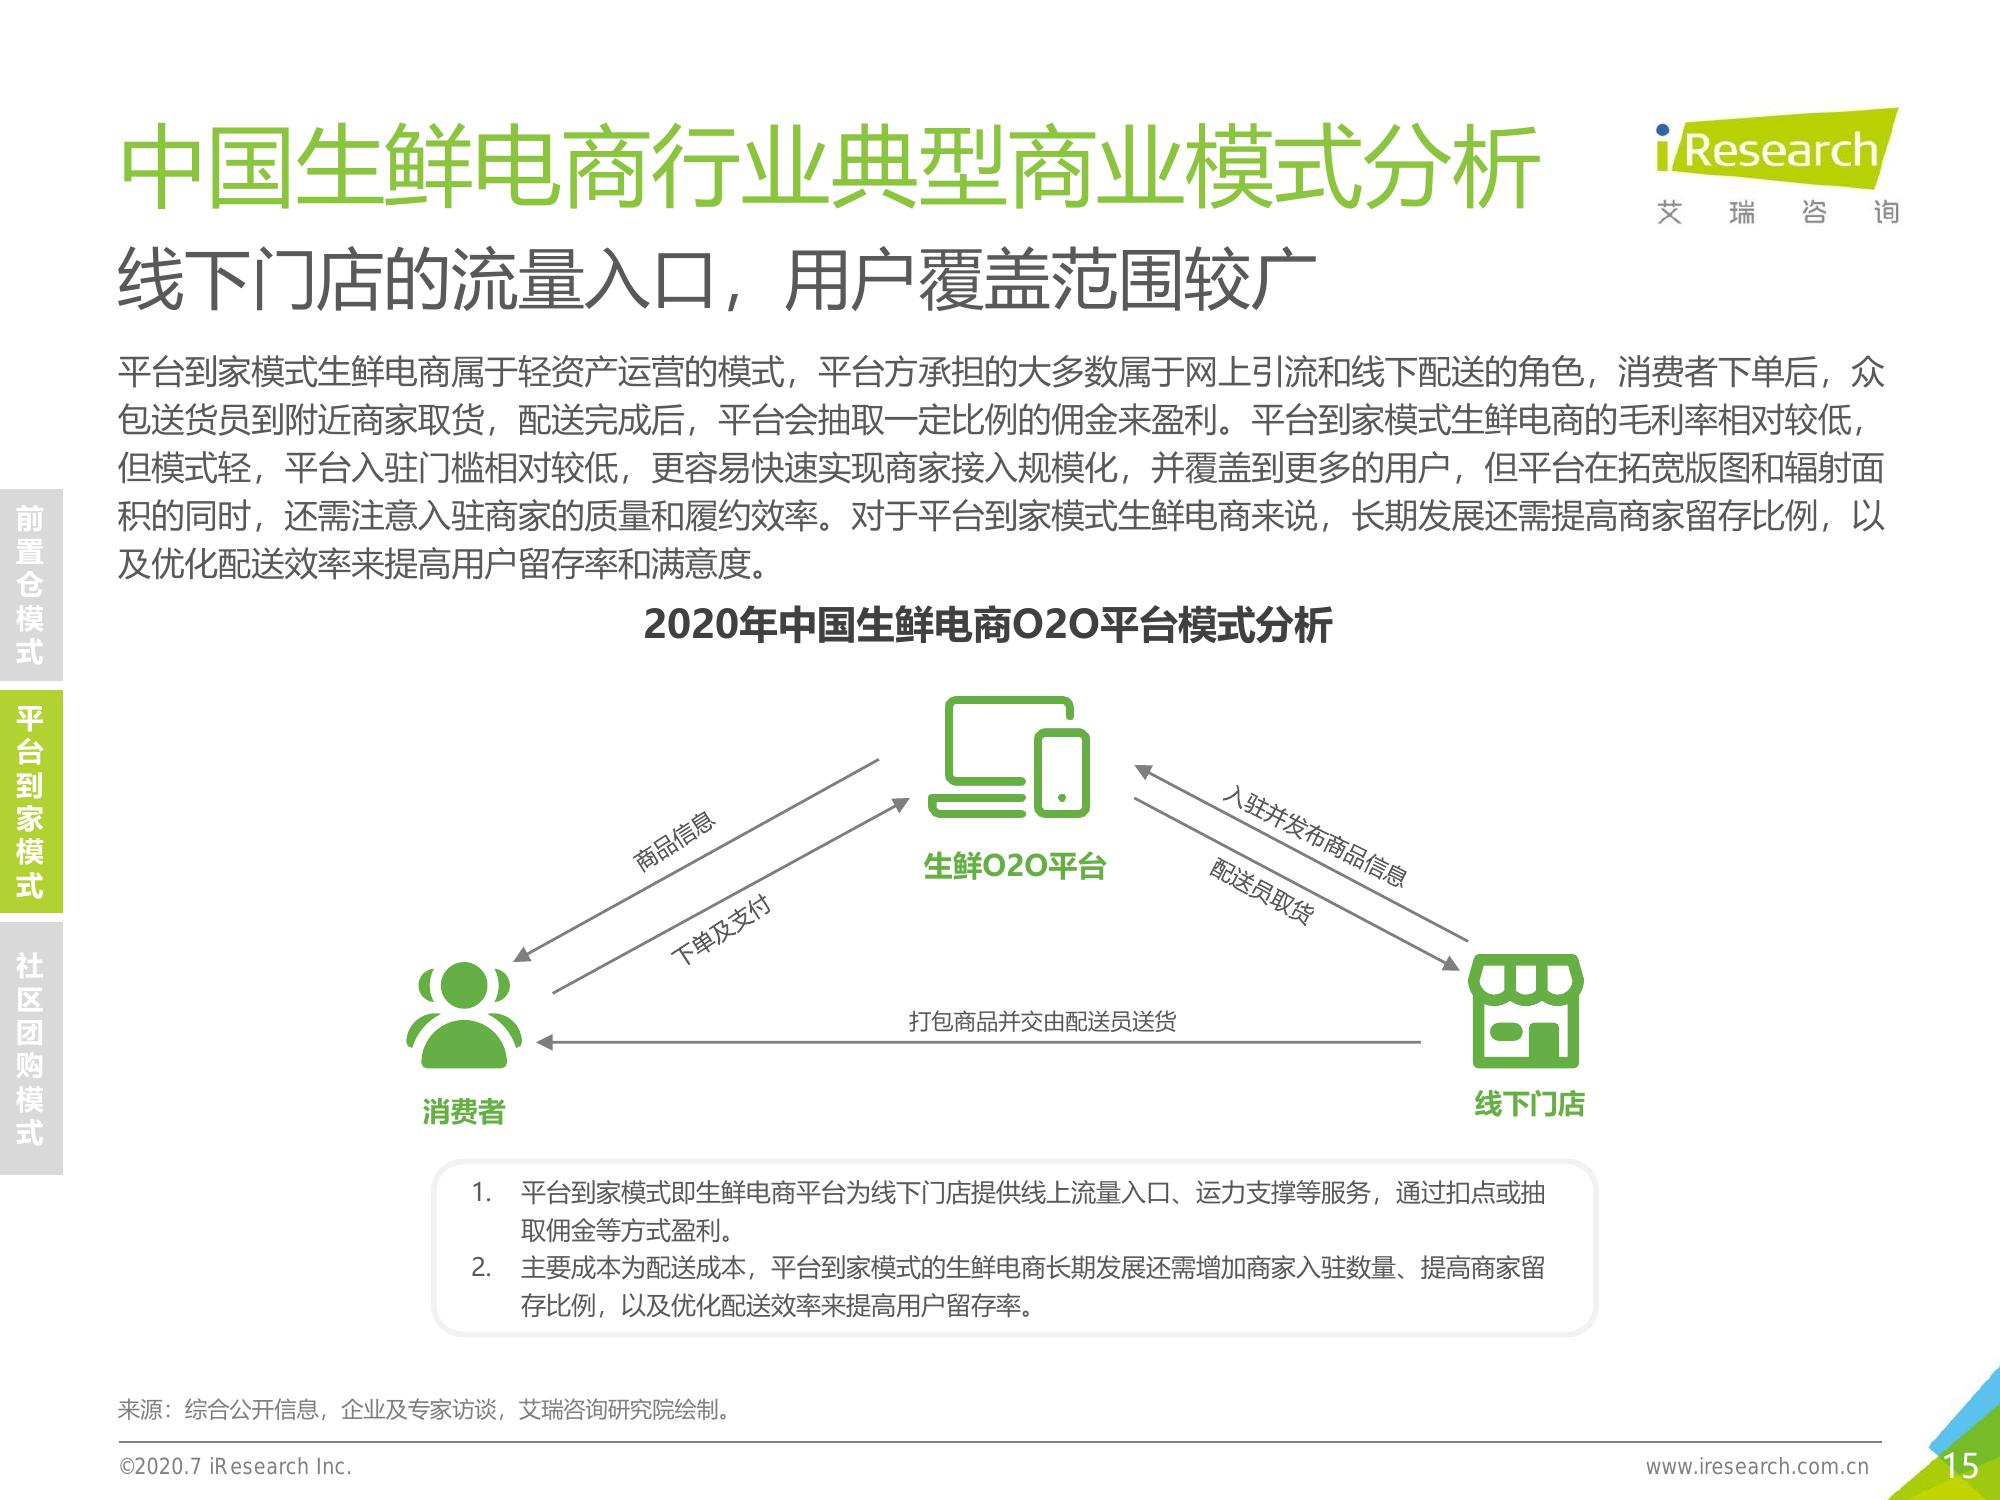 中国生鲜电商行业典型商业模式分析
iResearch
艾瑞咨询
线下门店的流量入口，用户覆盖范围较广
平台到家模式生鲜电商属于轻资产运营的模式，平台方承担的大多数属于网上引流和线下配送的角色，消费者下单后，众
包送货员到附近商家取货，配送完成后，平台会抽取一定比例的佣金来盈利。平台到家模式生鲜电商的毛利率相对较低，
但模式轻，平台入驻门槛相对较低，更容易快速实现商家接入规模化，并覆盖到更多的用户，但平台在拓宽版图和辐射面
积的同时，还需注意入驻商家的质量和履约效率。对于平台到家模式生鲜电商来说，长期发展还需提高商家留存比例，以
及优化配送效率来提高用户留存率和满意度。
前置仓模式
平台到家模式
社区团购模式
2020年中国生鲜电商O2O平台模式分析
商品信息
下单及支付
生鲜O2O平台
入驻并发布商品信息
配送员取货
打包商品并交由配送员送货
消费者
线下门店
1. 平台到家模式即生鲜电商平台为线下门店提供线上流量入口、运力支撑等服务，通过扣点或抽
取佣金等方式盈利。
2. 主要成本为配送成本，平台到家模式的生鲜电商长期发展还需增加商家入驻数量、提高商家留
存比例，以及优化配送效率来提高用户留存率。
来源：综合公开信息，企业及专家访谈，艾瑞咨询研究院绘制。
©2020.7 iResearch Inc.
www.iresearch.com.cn
15